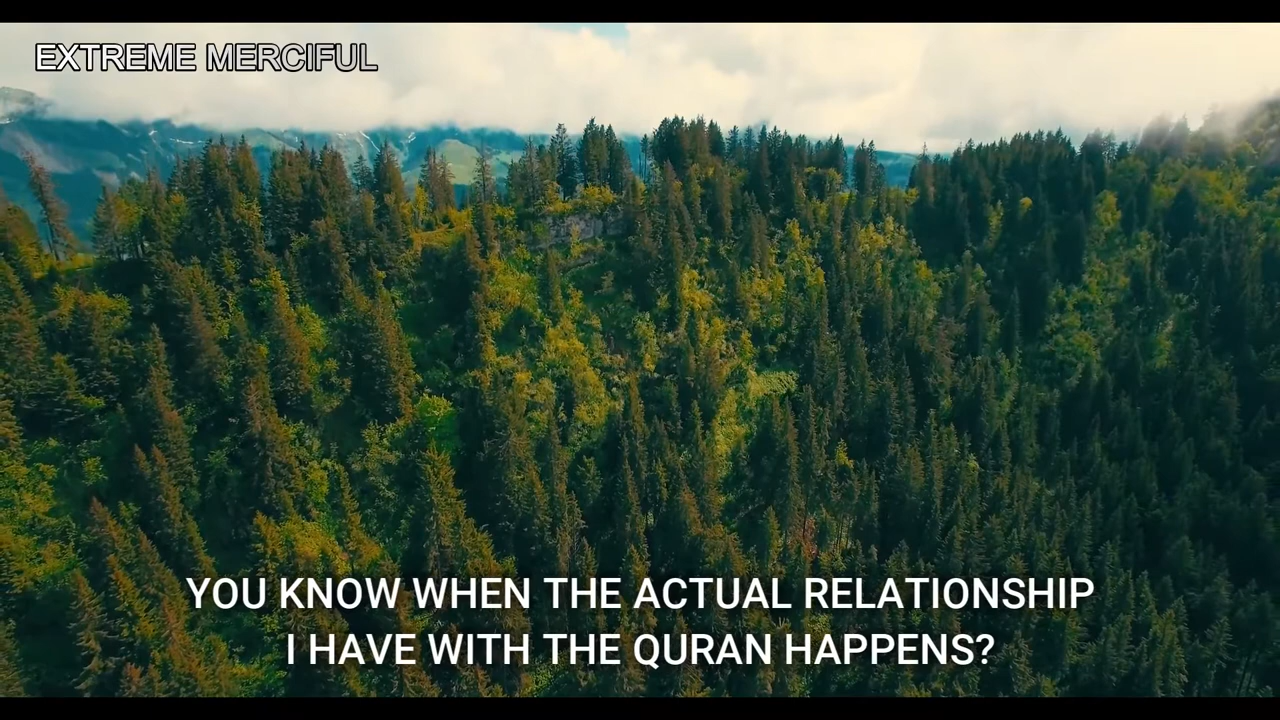 EXTREME MERCIFUL
YOU KNOW WHEN THE ACTUAL RELATIONSHIP
I HAVE WITH THE QURAN HAPPENS?